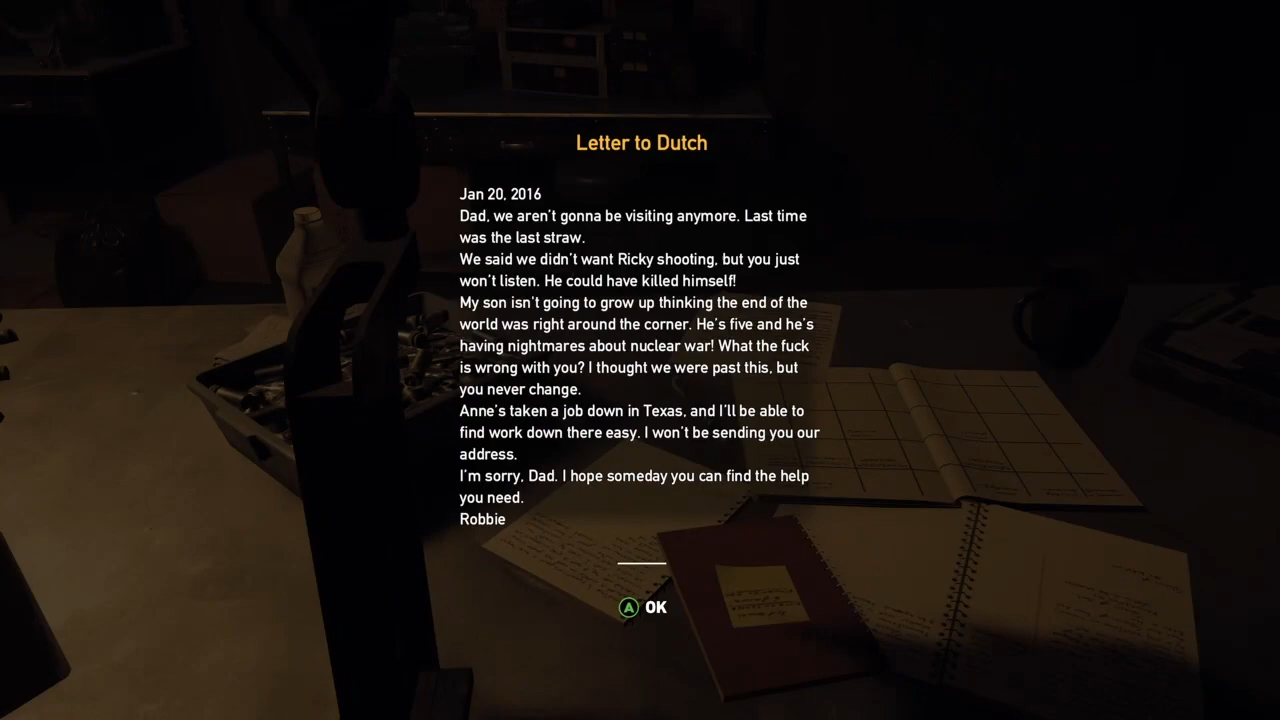 Letter to Dutch
Jan 20, 2016
Dad, we aren't gonna be visiting anymore. Last time
was the last straw.
We said we didn't want Ricky shooting, but you just
won't listen. He could have killed himself!
My son isn't going to grow up thinking the end of the
world was right around the corner. He's five and he's
having nightmares about nuclear war! What the fuck
is wrong with you? I thought we were past this, but
you never change.
Anne's taken a job down in Texas, and I'll be able to
find work down there easy. I won't be sending you our
address.
I'm sorry, Dad. I hope someday you can find the help
you need.
Robbie
A OK